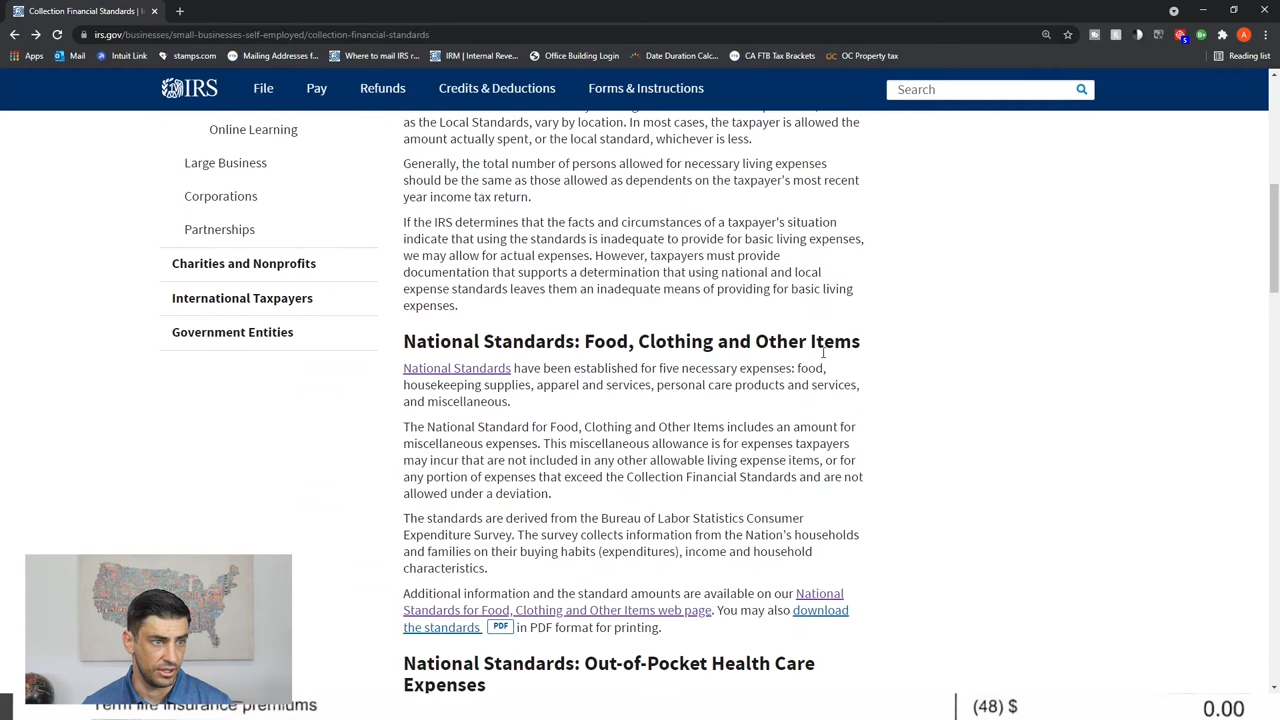 Collection Financial Standards | I
irs.gov/businesses/small-businesses-self-employed/collection-financial-standards
Apps Mail Intuit Link Mailing Addresses f... Where to mail IRS r... IRM | Internal Reve... Office Building Login stamps.com Date Duration Calc... CA FTB Tax Brackets OC Property tax Reading list
IRS File Pay Refunds Credits & Deductions Forms & Instructions Search
Online Learning
Large Business
Corporations
Partnerships
Charities and Nonprofits
International Taxpayers
Government Entities
as the Local Standards, vary by location. In most cases, the taxpayer is allowed the
amount actually spent, or the local standard, whichever is less.
Generally, the total number of persons allowed for necessary living expenses
should be the same as those allowed as dependents on the taxpayer's most recent
year income tax return.
If the IRS determines that the facts and circumstances of a taxpayer's situation
indicate that using the standards is inadequate to provide for basic living expenses,
we may allow for actual expenses. However, taxpayers must provide
documentation that supports a determination that using national and local
expense standards leaves them an inadequate means of providing for basic living
expenses.
National Standards: Food, Clothing and Other Items
National Standards have been established for five necessary expenses: food,
housekeeping supplies, apparel and services, personal care products and services,
and miscellaneous.
The National Standard for Food, Clothing and Other Items includes an amount for
miscellaneous expenses. This miscellaneous allowance is for expenses taxpayers
may incur that are not included in any other allowable living expense items, or for
any portion of expenses that exceed the Collection Financial Standards and are not
allowed under a deviation.
The standards are derived from the Bureau of Labor Statistics Consumer
Expenditure Survey. The survey collects information from the Nation's households
and families on their buying habits (expenditures), income and household
characteristics.
Additional information and the standard amounts are available on our National
Standards for Food, Clothing and Other Items web page. You may also download
the standards PDF in PDF format for printing.
National Standards: Out-of-Pocket Health Care
Expenses
Term life insurance premiums (48) $ 0.00